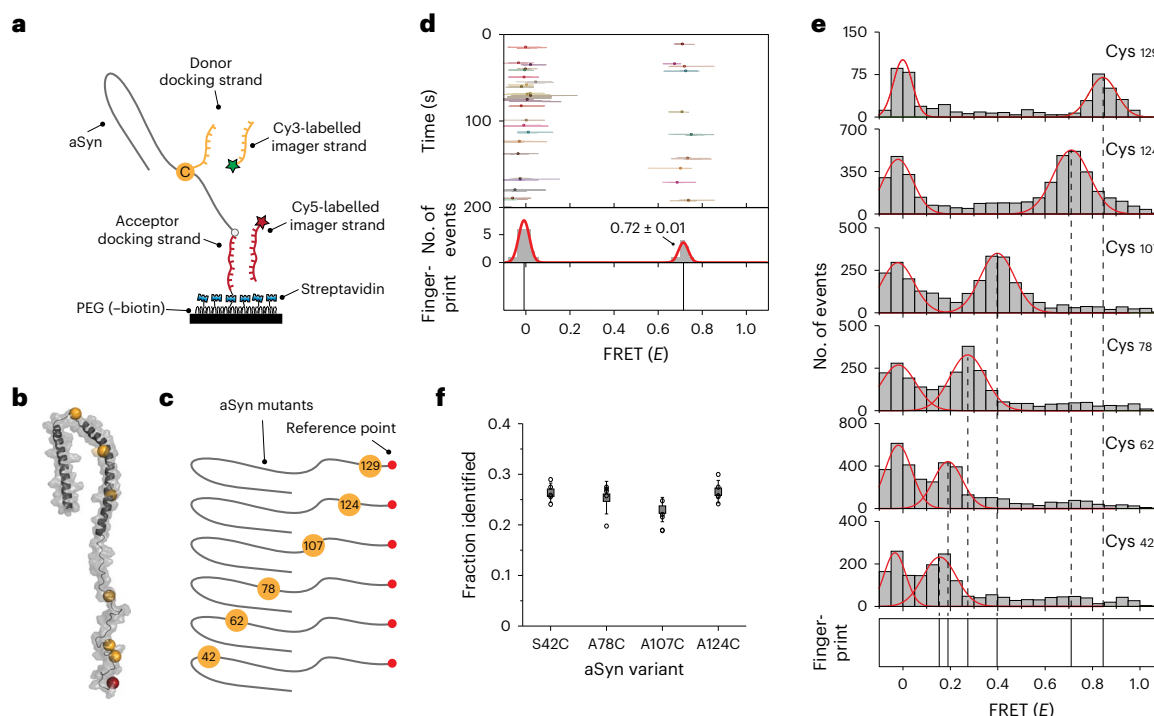 a
Donor
docking strand
aSyn
Cy3-labelled
imager strand
C
Acceptor
docking strand
Cy5-labelled
imager strand
Streptavidin
PEG (–biotin)
b
c
aSyn mutants
Reference point
129
124
107
78
62
42
d
0
100
200
Time (s)
No. of
events
5
0
0.72 ± 0.01
Finger-
print
0 0.2 0.4 0.6 0.8 1.0
FRET (E)
f
0.4
0.3
0.2
0.1
0
Fraction identified
S42C A78C A107C A124C
aSyn variant
e
150
75
0
Cys 129
700
350
0
Cys 124
500
250
0
Cys 107
500
250
0
Cys 78
800
400
0
Cys 62
400
200
0
Cys 42
No. of events
Finger-
print
0 0.2 0.4 0.6 0.8 1.0
FRET (E)